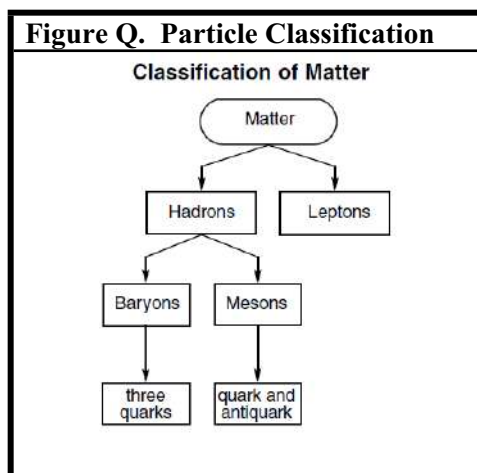 Figure Q. Particle Classification
Classification of Matter
Matter
Hadrons
Leptons
Baryons
Mesons
three
quarks
quark and
antiquark